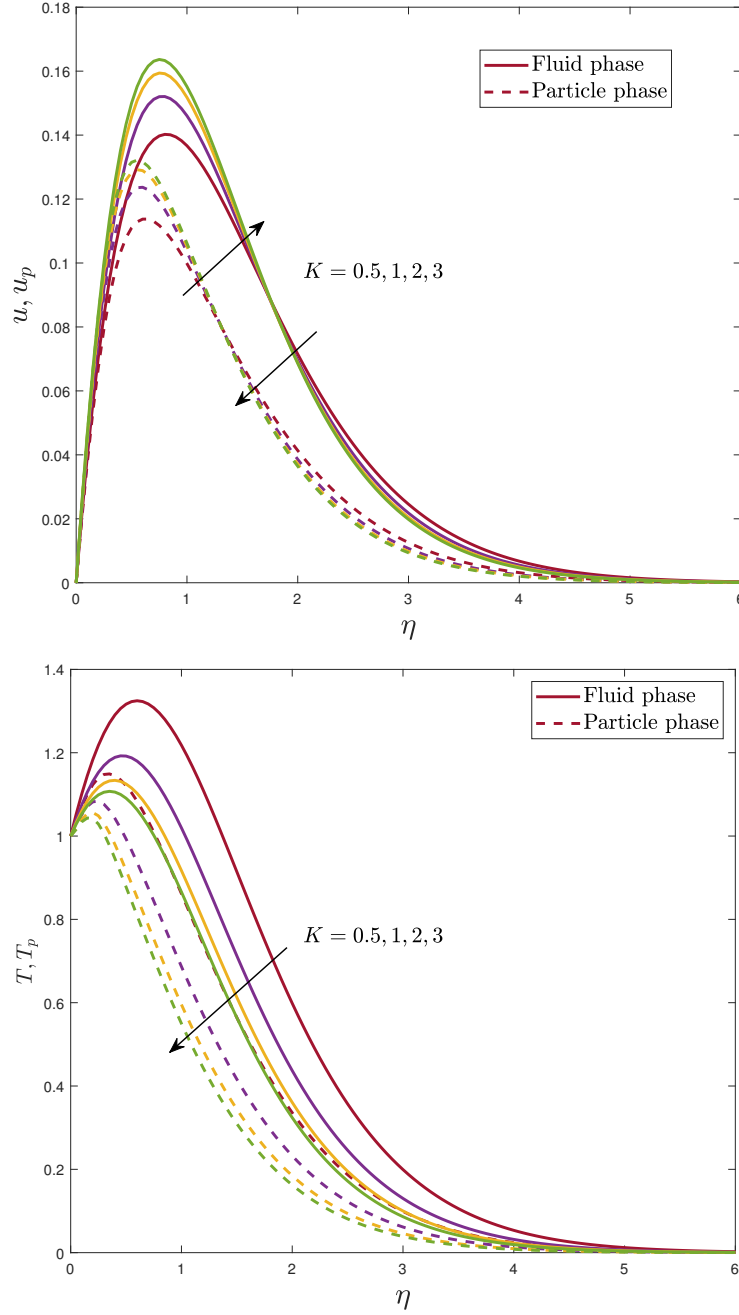 0.18
0.16
0.14
0.12
0.1
0.08
0.06
0.04
0.02
0
u, u_p
Fluid phase
Particle phase
K = 0.5, 1, 2, 3
0 1 2 3 4 5 6
η
1.4
1.2
1
0.8
0.6
0.4
0.2
0
T, T_p
Fluid phase
Particle phase
K = 0.5, 1, 2, 3
0 1 2 3 4 5 6
η